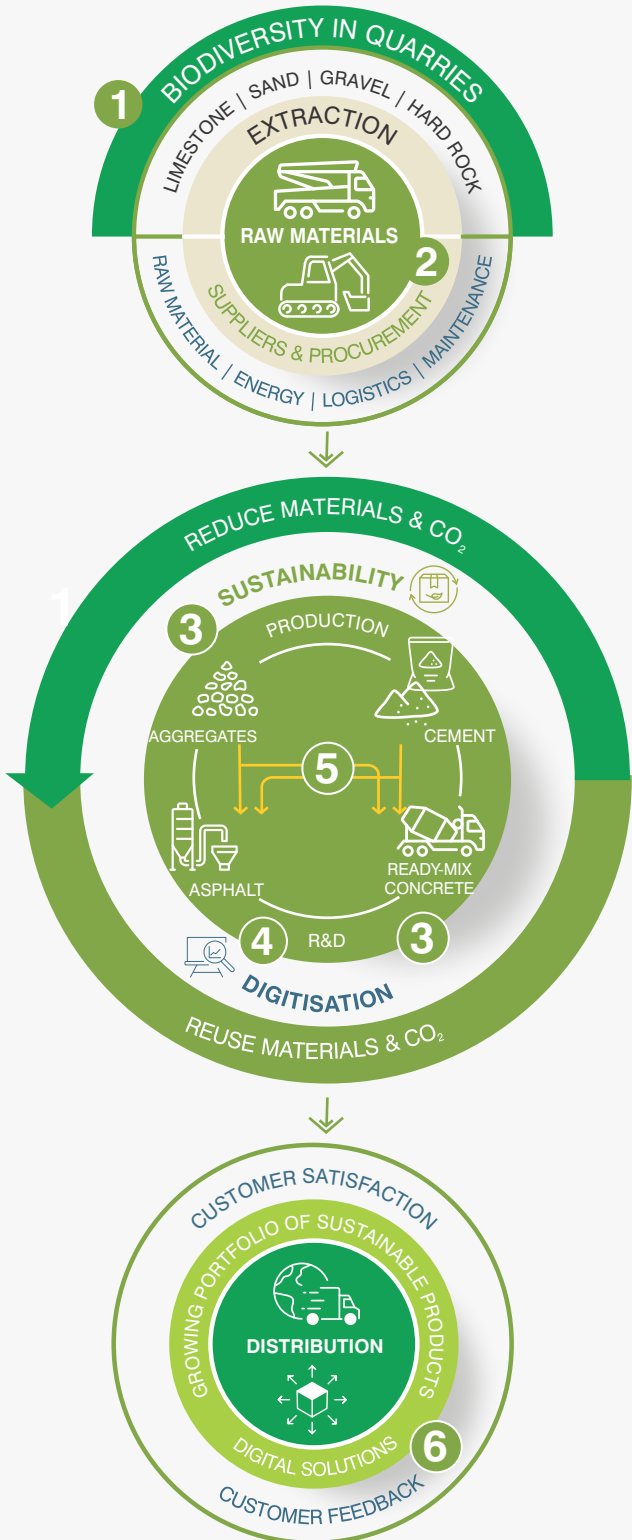 BIODIVERSITY IN QUARRIES
1
LIMESTONE | SAND | GRAVEL | HARD ROCK
EXTRACTION
RAW MATERIALS
2
SUPPLIERS & PROCUREMENT
RAW MATERIAL | ENERGY | LOGISTICS | MAINTENANCE
REDUCE MATERIALS & CO₂
1
SUSTAINABILITY
3
PRODUCTION
AGGREGATES
CEMENT
5
ASPHALT
READY-MIX
CONCRETE
4
R&D
3
DIGITISATION
REUSE MATERIALS & CO₂
CUSTOMER SATISFACTION
GROWING PORTFOLIO OF SUSTAINABLE PRODUCTS
DISTRIBUTION
DIGITAL SOLUTIONS
6
CUSTOMER FEEDBACK